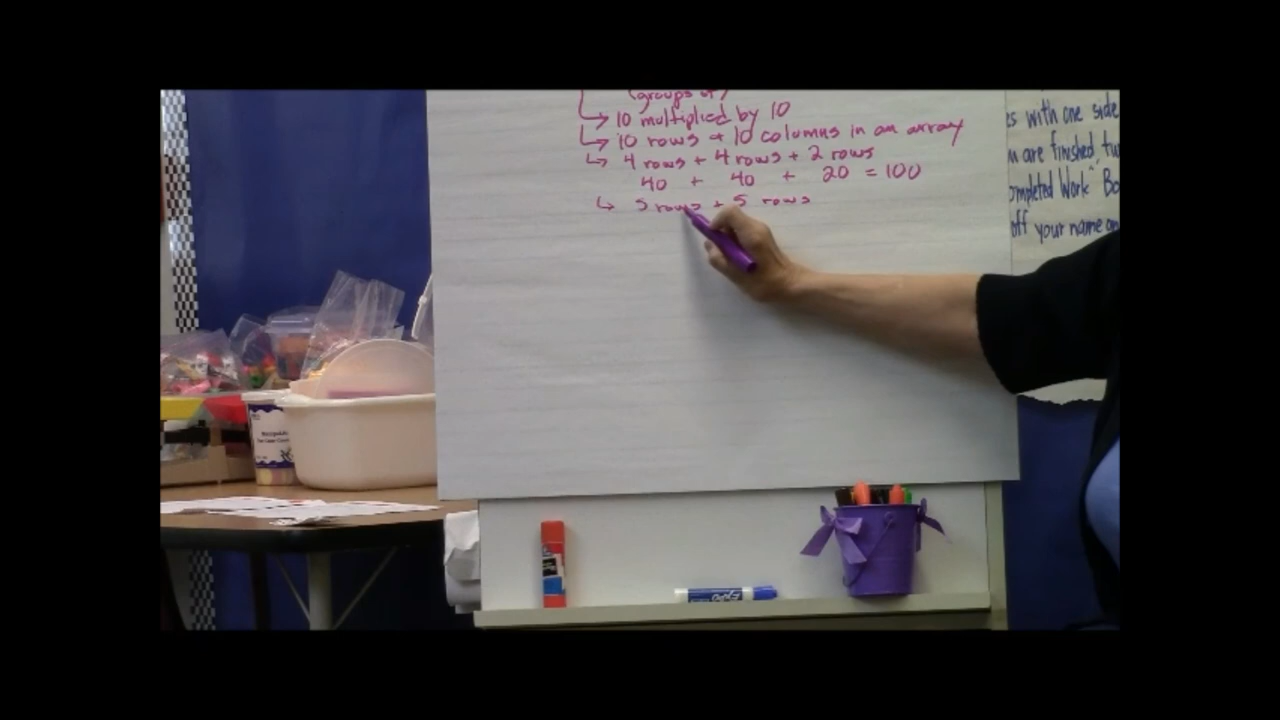 (groups of)
10 multiplied by 10
10 rows + 10 columns in an array
4 rows + 4 rows + 2 rows
40 + 40 + 20 = 100
5 rows + 5 rows
es with one side
are finished, tu
ompleted Work" Bo
off your name on
Expo